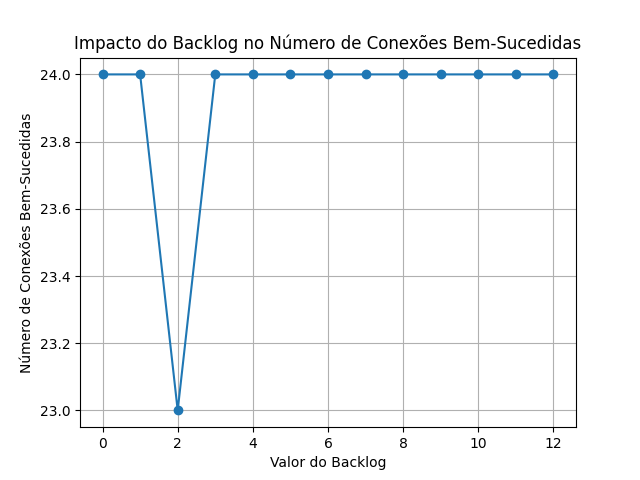 Impacto do Backlog no Número de Conexões Bem-Sucedidas
Número de Conexões Bem-Sucedidas
24.0
23.8
23.6
23.4
23.2
23.0
0 2 4 6 8 10 12
Valor do Backlog